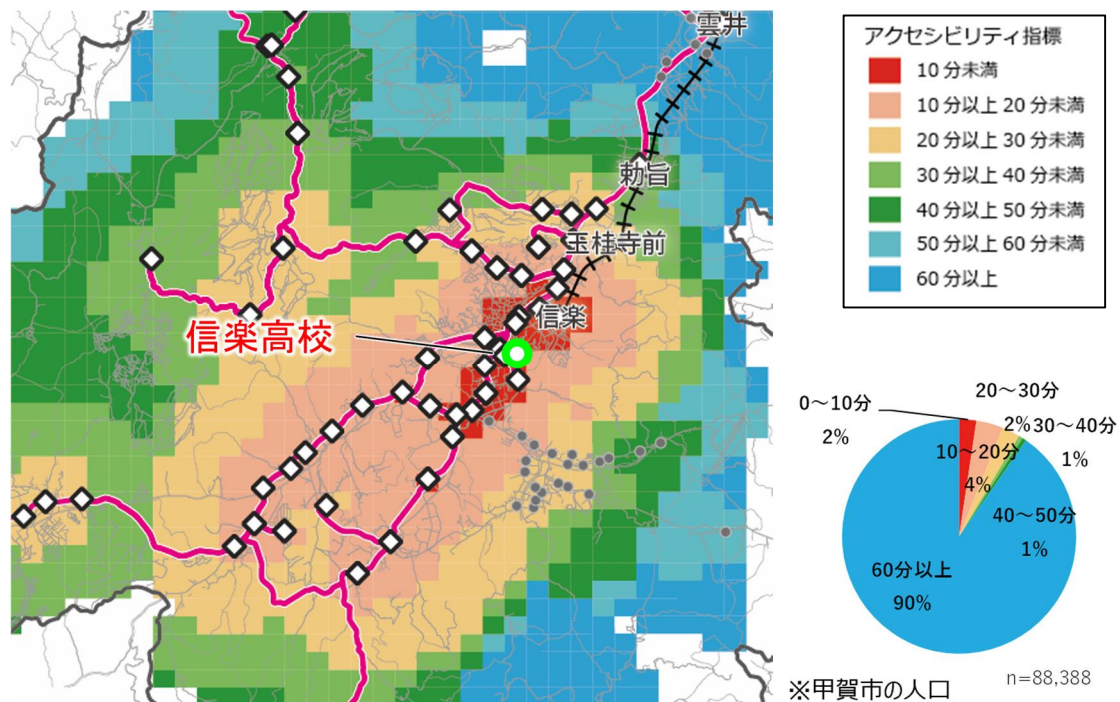 雲井
勅旨
玉桂寺前
信楽
信楽高校
アクセシビリティ指標
10分未満
10分以上 20分未満
20分以上 30分未満
30分以上 40分未満
40分以上 50分未満
50分以上 60分未満
60分以上
0～10分
2%
20～30分
2%
30～40分
1%
10～20分
4%
40～50分
1%
60分以上
90%
※甲賀市の人口
n=88,388